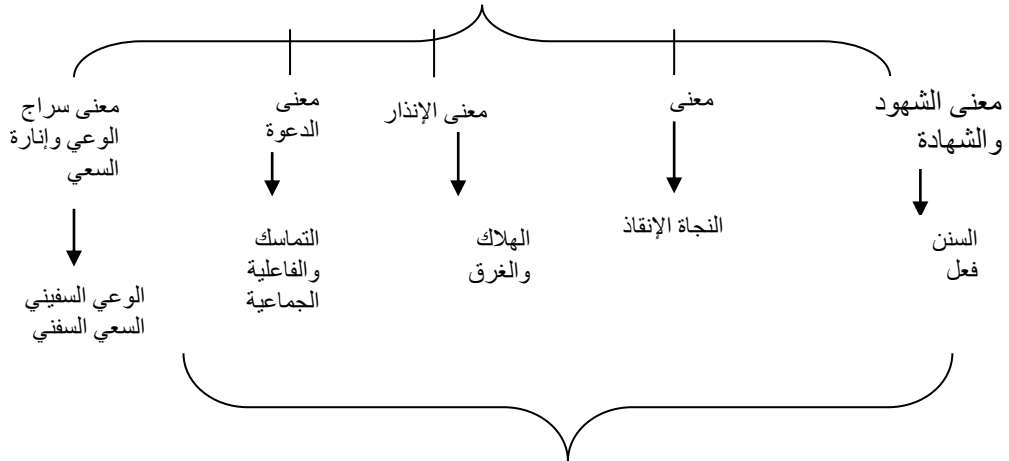 معنى الشهود
والشهادة
معنى
معنى الإنذار
معنى
الدعوة
معنى سراج
الوعي وإنارة
السعي
السنن
فعل
النجاة الإنقاذ
الهلاك
والغرق
التماسك
والفاعلية
الجماعية
الوعي السفيني
السعي السفني